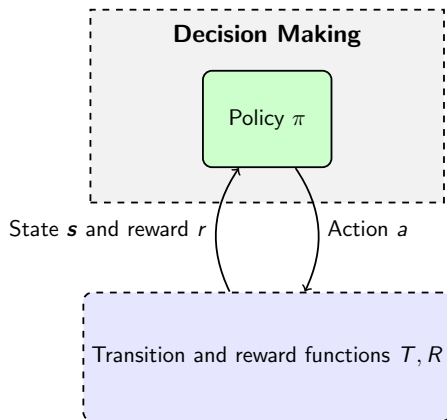 Decision Making
Policy π
State s and reward r
Action a
Transition and reward functions T, R